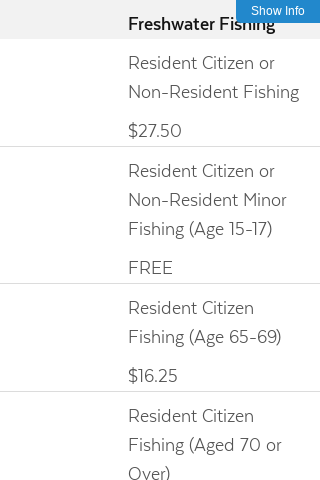 Show Info
Freshwater Fishing
Resident Citizen or
Non-Resident Fishing
$27.50
Resident Citizen or
Non-Resident Minor
Fishing (Age 15-17)
FREE
Resident Citizen
Fishing (Age 65-69)
$16.25
Resident Citizen
Fishing (Aged 70 or
Over)